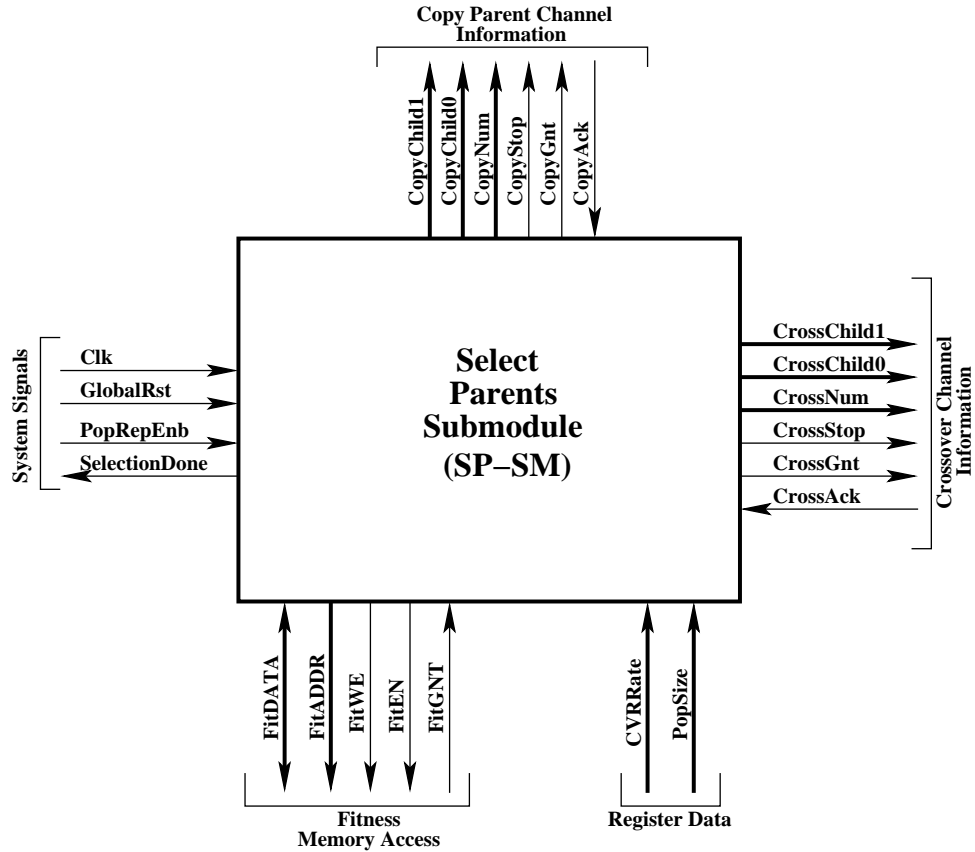 Copy Parent Channel
Information
CopyChild1
CopyChild0
CopyNum
CopyStop
CopyGnt
CopyAck
System Signals
Clk
GlobalRst
PopRepEnb
SelectionDone
Select
Parents
Submodule
(SP–SM)
CrossChild1
CrossChild0
CrossNum
CrossStop
CrossGnt
CrossAck
Crossover Channel
Information
FitDATA
FitADDR
FitWE
FitEN
FitGNT
Fitness
Memory Access
CVRRate
PopSize
Register Data